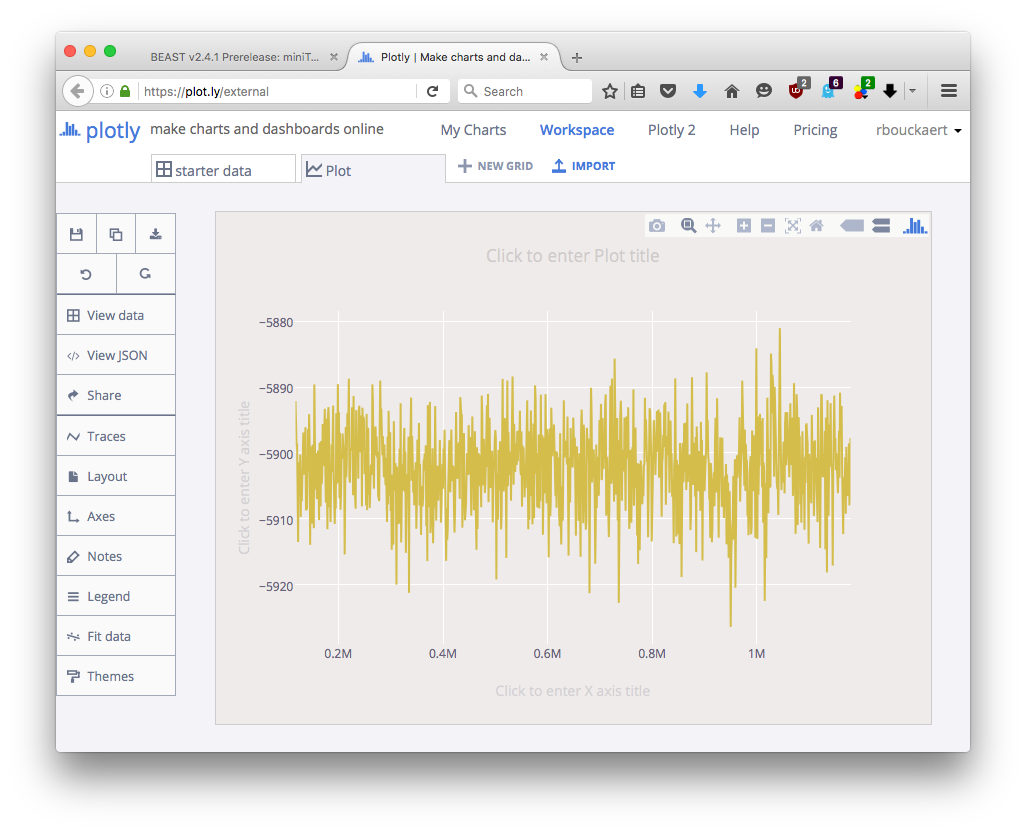 BEAST v2.4.1 Prerelease: miniT...
Plotly | Make charts and da...
https://plot.ly/external
Search
2
6
2
plotly
make charts and dashboards online
My Charts
Workspace
Plotly 2
Help
Pricing
rbouckaert
starter data
Plot
NEW GRID
IMPORT
View data
View JSON
Share
Traces
Layout
Axes
Notes
Legend
Fit data
Themes
Click to enter Plot title
Click to enter Y axis title
−5880
−5890
−5900
−5910
−5920
0.2M
0.4M
0.6M
0.8M
1M
Click to enter X axis title